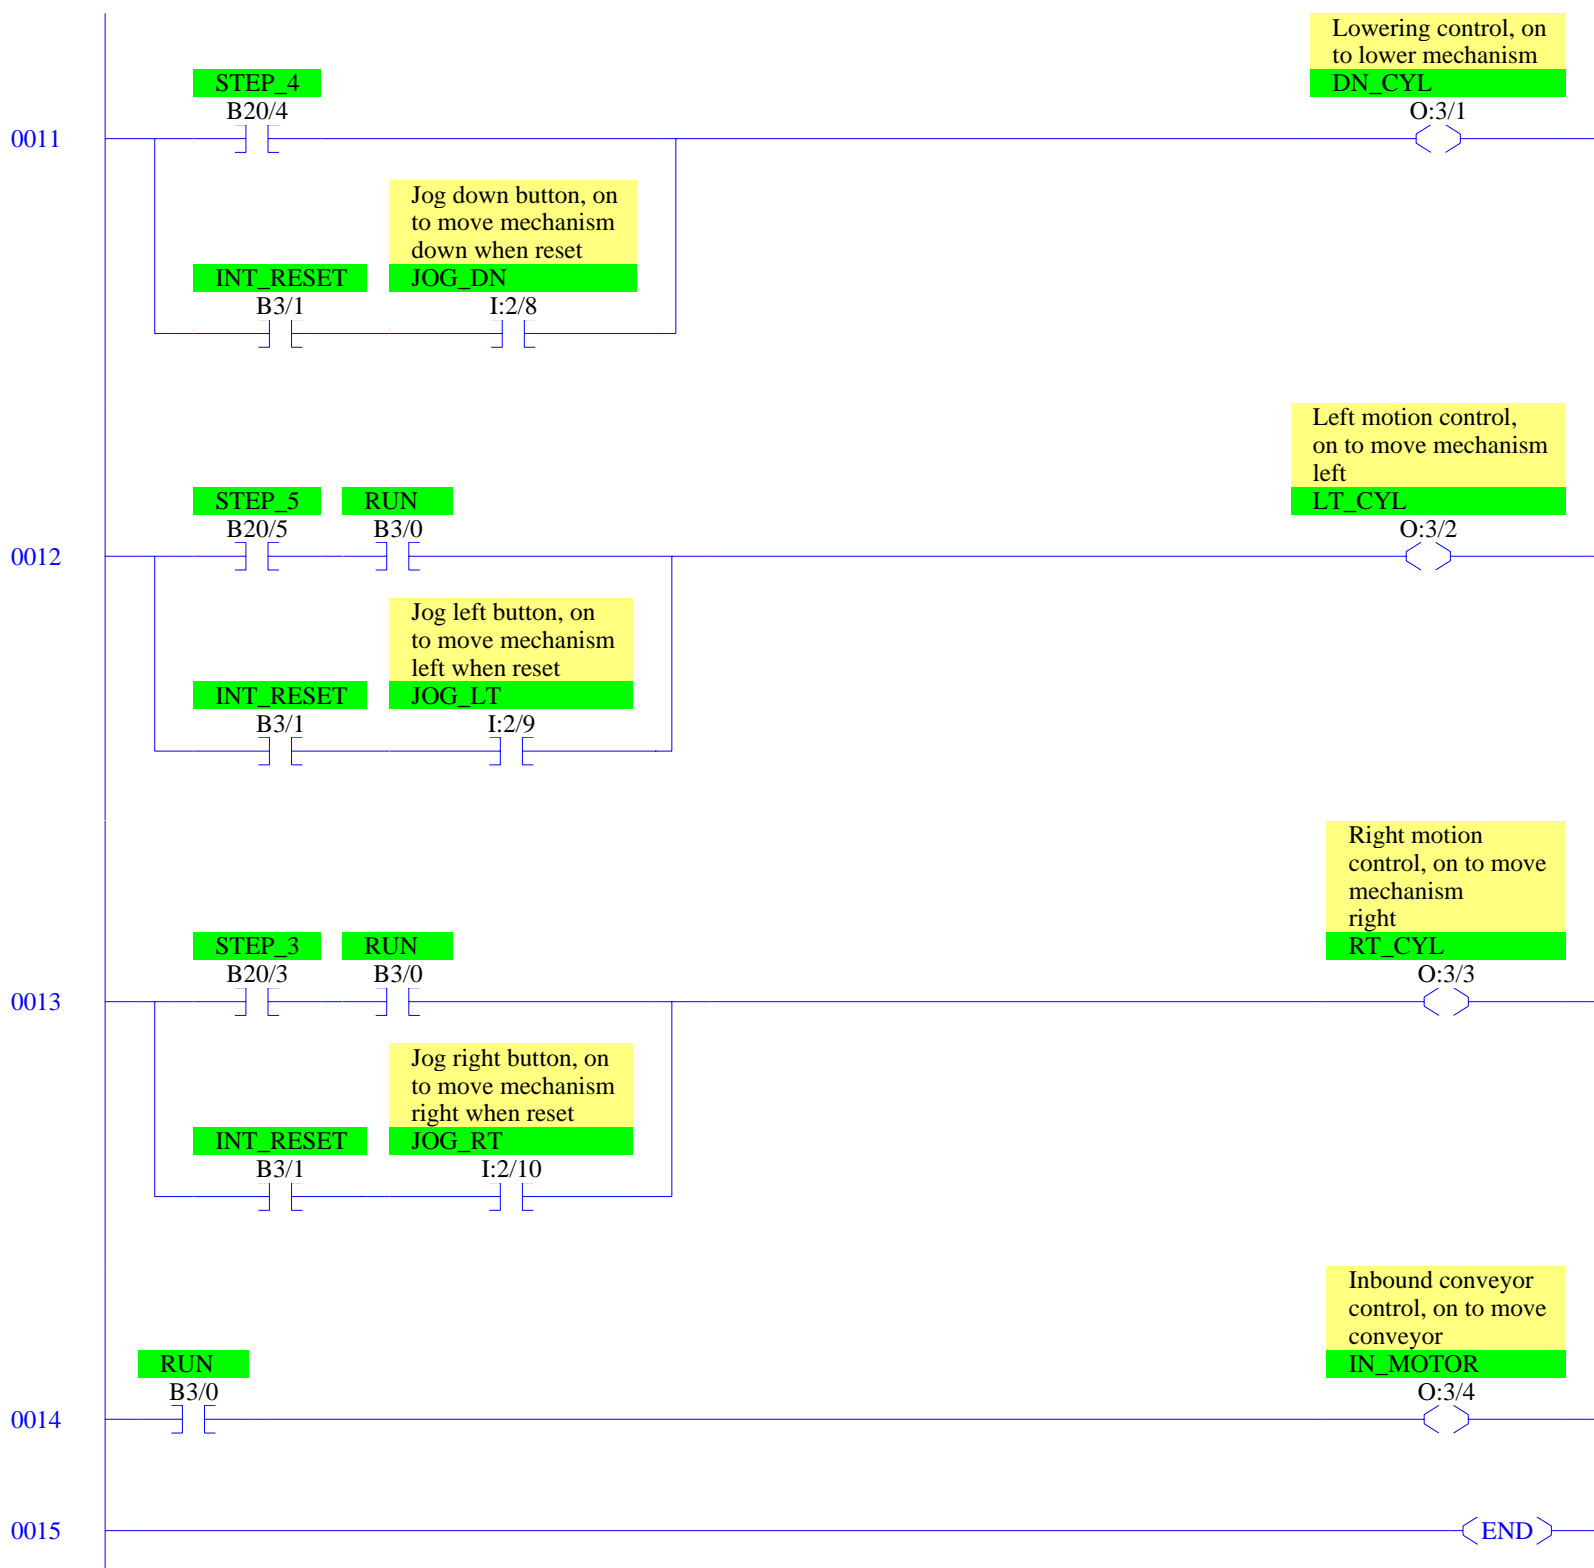 Lowering control, on
to lower mechanism
STEP_4
DN_CYL
B20/4
O:3/1
0011
Jog down button, on
to move mechanism
down when reset
INT_RESET
JOG_DN
B3/1
I:2/8
Left motion control,
on to move mechanism
left
STEP_5
RUN
LT_CYL
B20/5
B3/0
O:3/2
0012
Jog left button, on
to move mechanism
left when reset
INT_RESET
JOG_LT
B3/1
I:2/9
Right motion
control, on to move
mechanism
right
STEP_3
RUN
RT_CYL
B20/3
B3/0
O:3/3
0013
Jog right button, on
to move mechanism
right when reset
INT_RESET
JOG_RT
B3/1
I:2/10
Inbound conveyor
control, on to move
conveyor
RUN
IN_MOTOR
B3/0
O:3/4
0014
0015
END